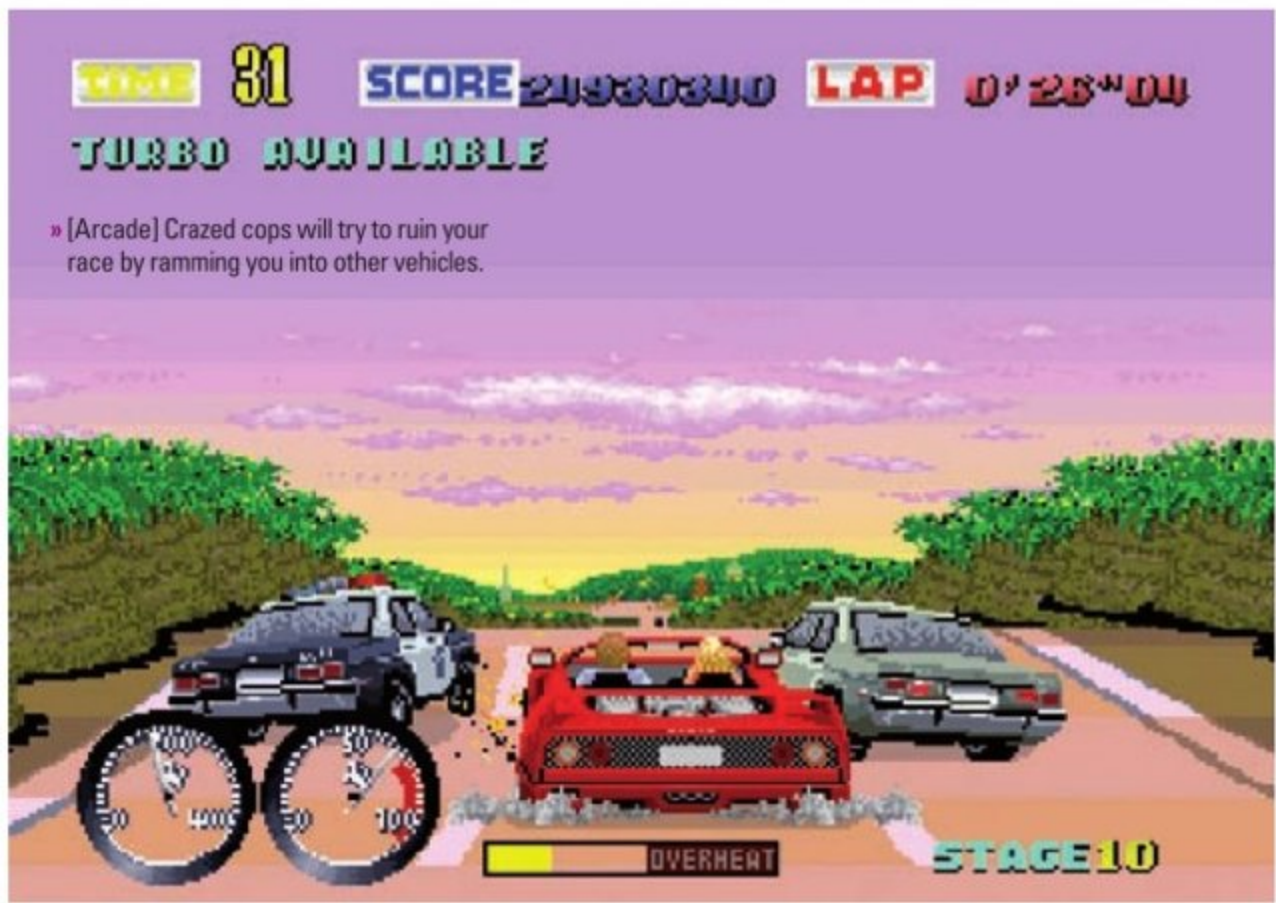 TIME 31 SCORE 24930340 LAP 0'26"04
TURBO AVAILABLE
» [Arcade] Crazed cops will try to ruin your
race by ramming you into other vehicles.
OVERHEAT
STAGE 10